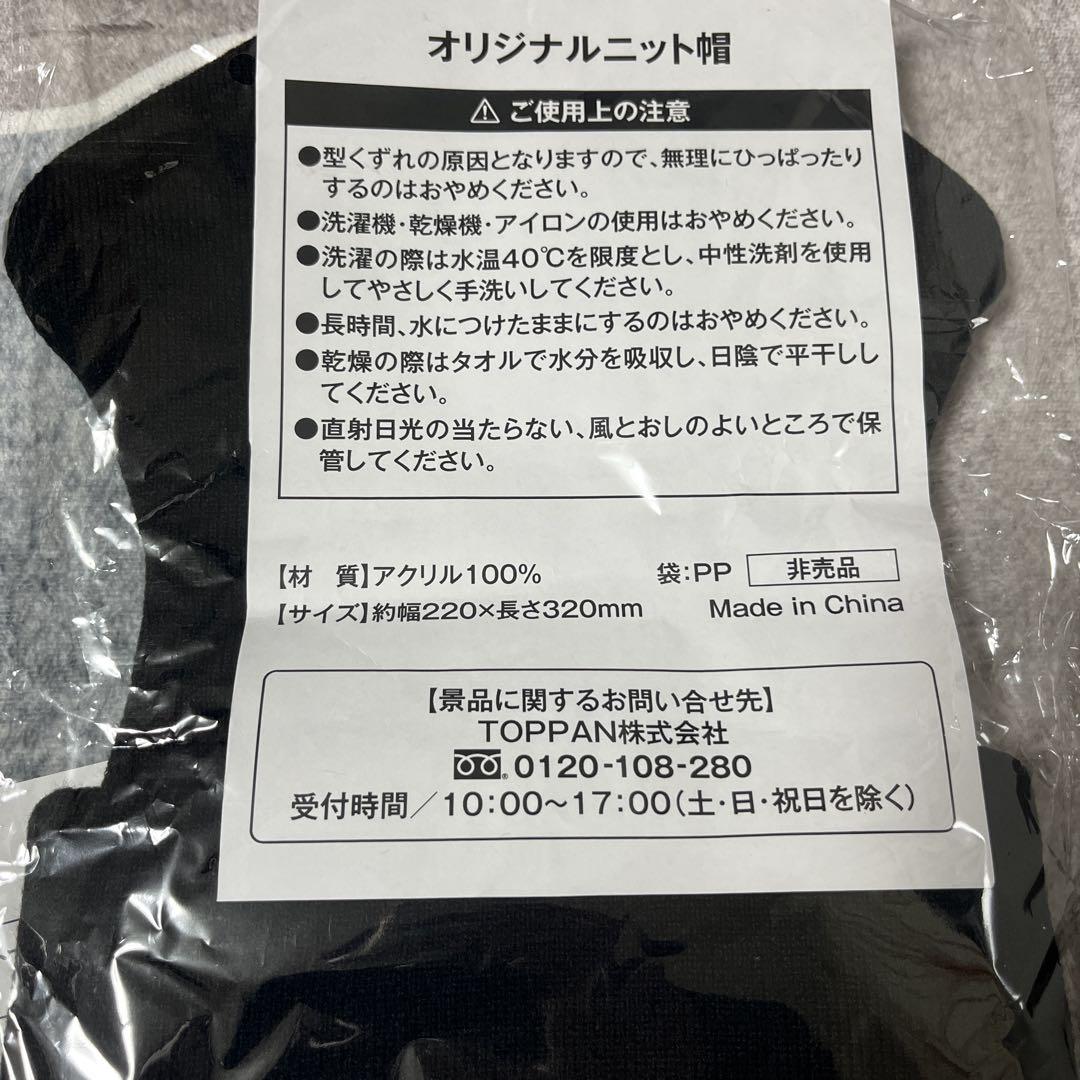 オリジナルニット帽
⚠ ご使用上の注意
●型くずれの原因となりますので、無理にひっぱったり
するのはおやめください。
●洗濯機・乾燥機・アイロンの使用はおやめください。
●洗濯の際は水温40℃を限度とし、中性洗剤を使用
してやさしく手洗いしてください。
●長時間、水につけたままにするのはおやめください。
●乾燥の際はタオルで水分を吸収し、日陰で平干しし
てください。
●直射日光の当たらない、風とおしのよいところで保
管してください。
【材　質】アクリル100%　袋:PP　非売品
【サイズ】約幅220×長さ320mm　Made in China
【景品に関するお問い合せ先】
TOPPAN株式会社
0120-108-280
受付時間／10:00〜17:00(土・日・祝日を除く)